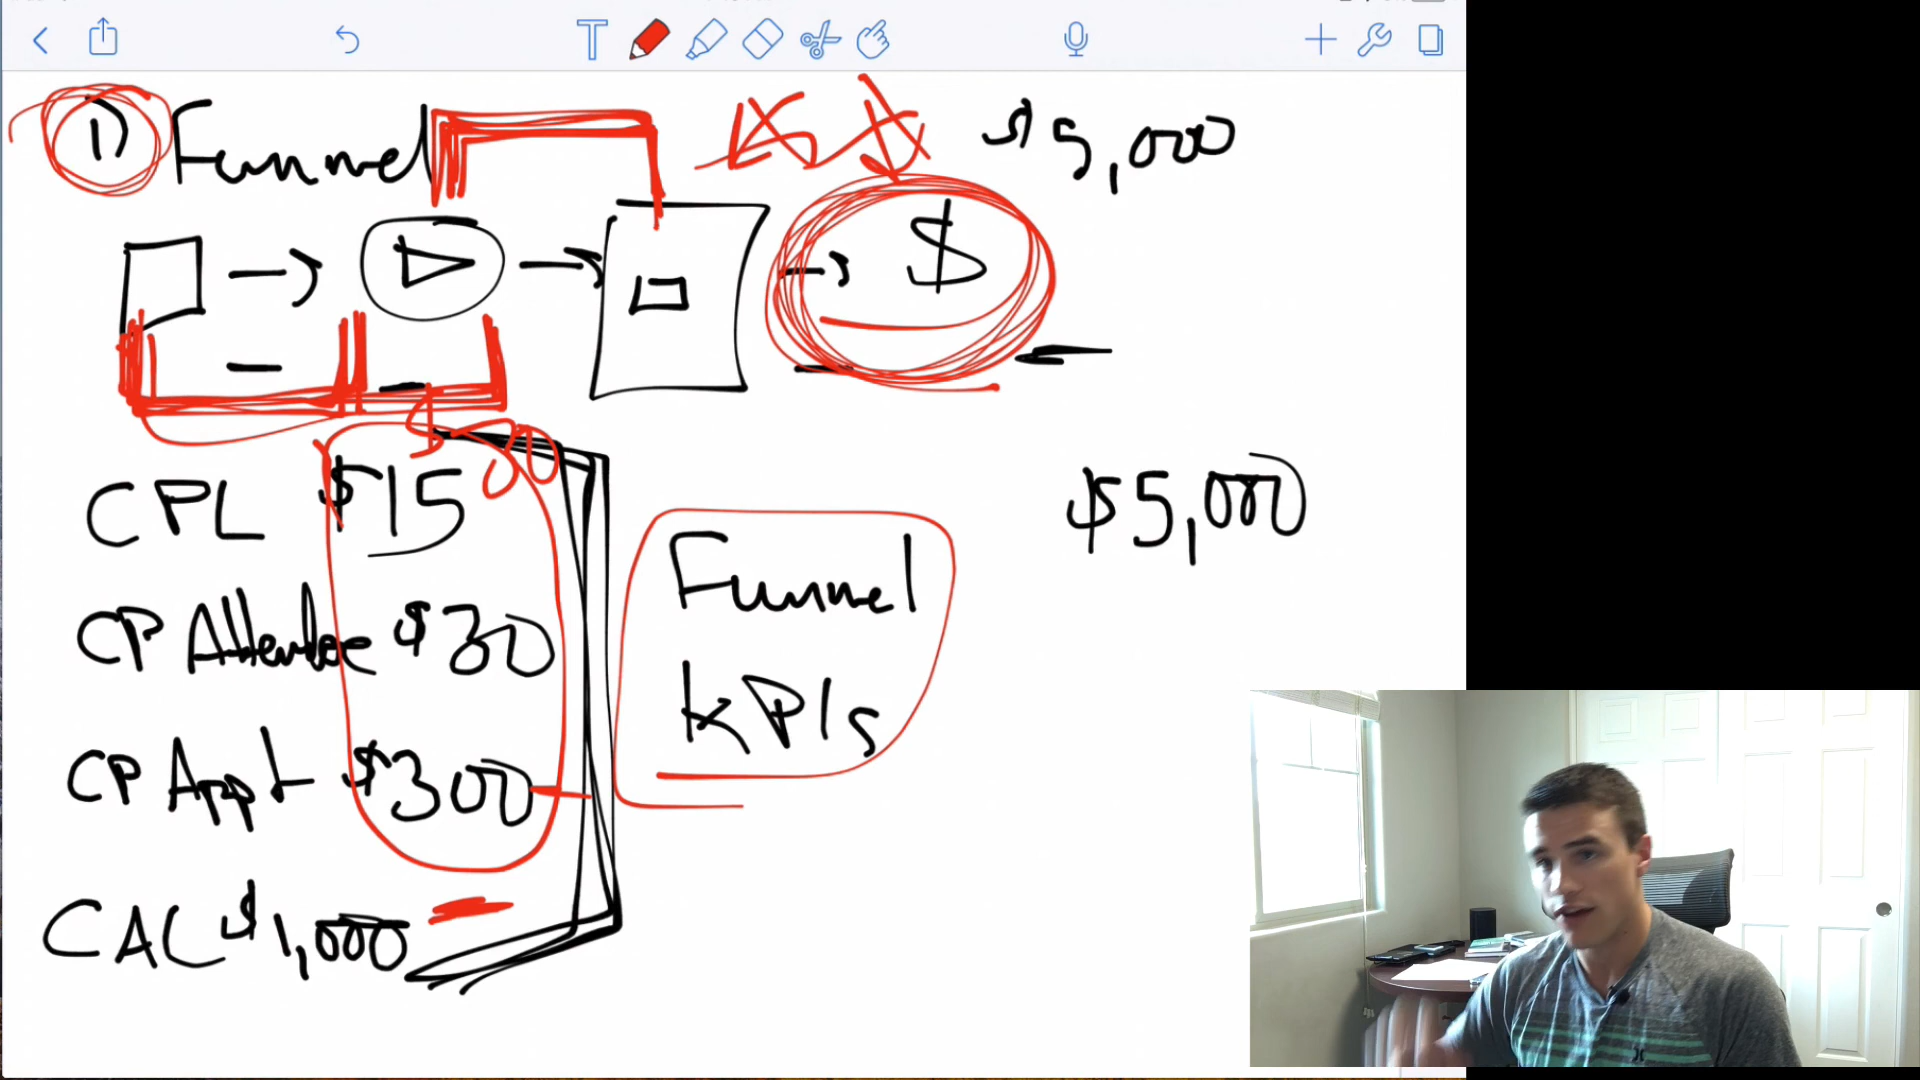 1) Funnel
$5,000
$
$
CPL $15 00
$5,000
CP Attendee $30
Funnel
KPIs
CP Appt $300
CAC $1,000